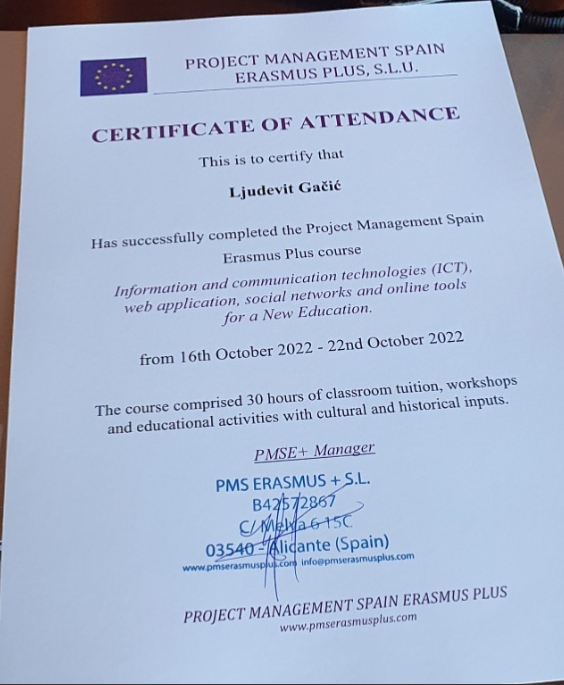 PROJECT MANAGEMENT SPAIN
ERASMUS PLUS, S.L.U.
CERTIFICATE OF ATTENDANCE
This is to certify that
Ljudevit Gačić
Has successfully completed the Project Management Spain
Erasmus Plus course
Information and communication technologies (ICT),
web application, social networks and online tools
for a New Education.
from 16th October 2022 - 22nd October 2022
The course comprised 30 hours of classroom tuition, workshops
and educational activities with cultural and historical inputs.
PMSE+ Manager
PMS ERASMUS + S.L.
B42572867
C/ 6 15C
03540 - Alicante (Spain)
www.pmserasmusplus.com info@pmserasmusplus.com
PROJECT MANAGEMENT SPAIN ERASMUS PLUS
www.pmserasmusplus.com